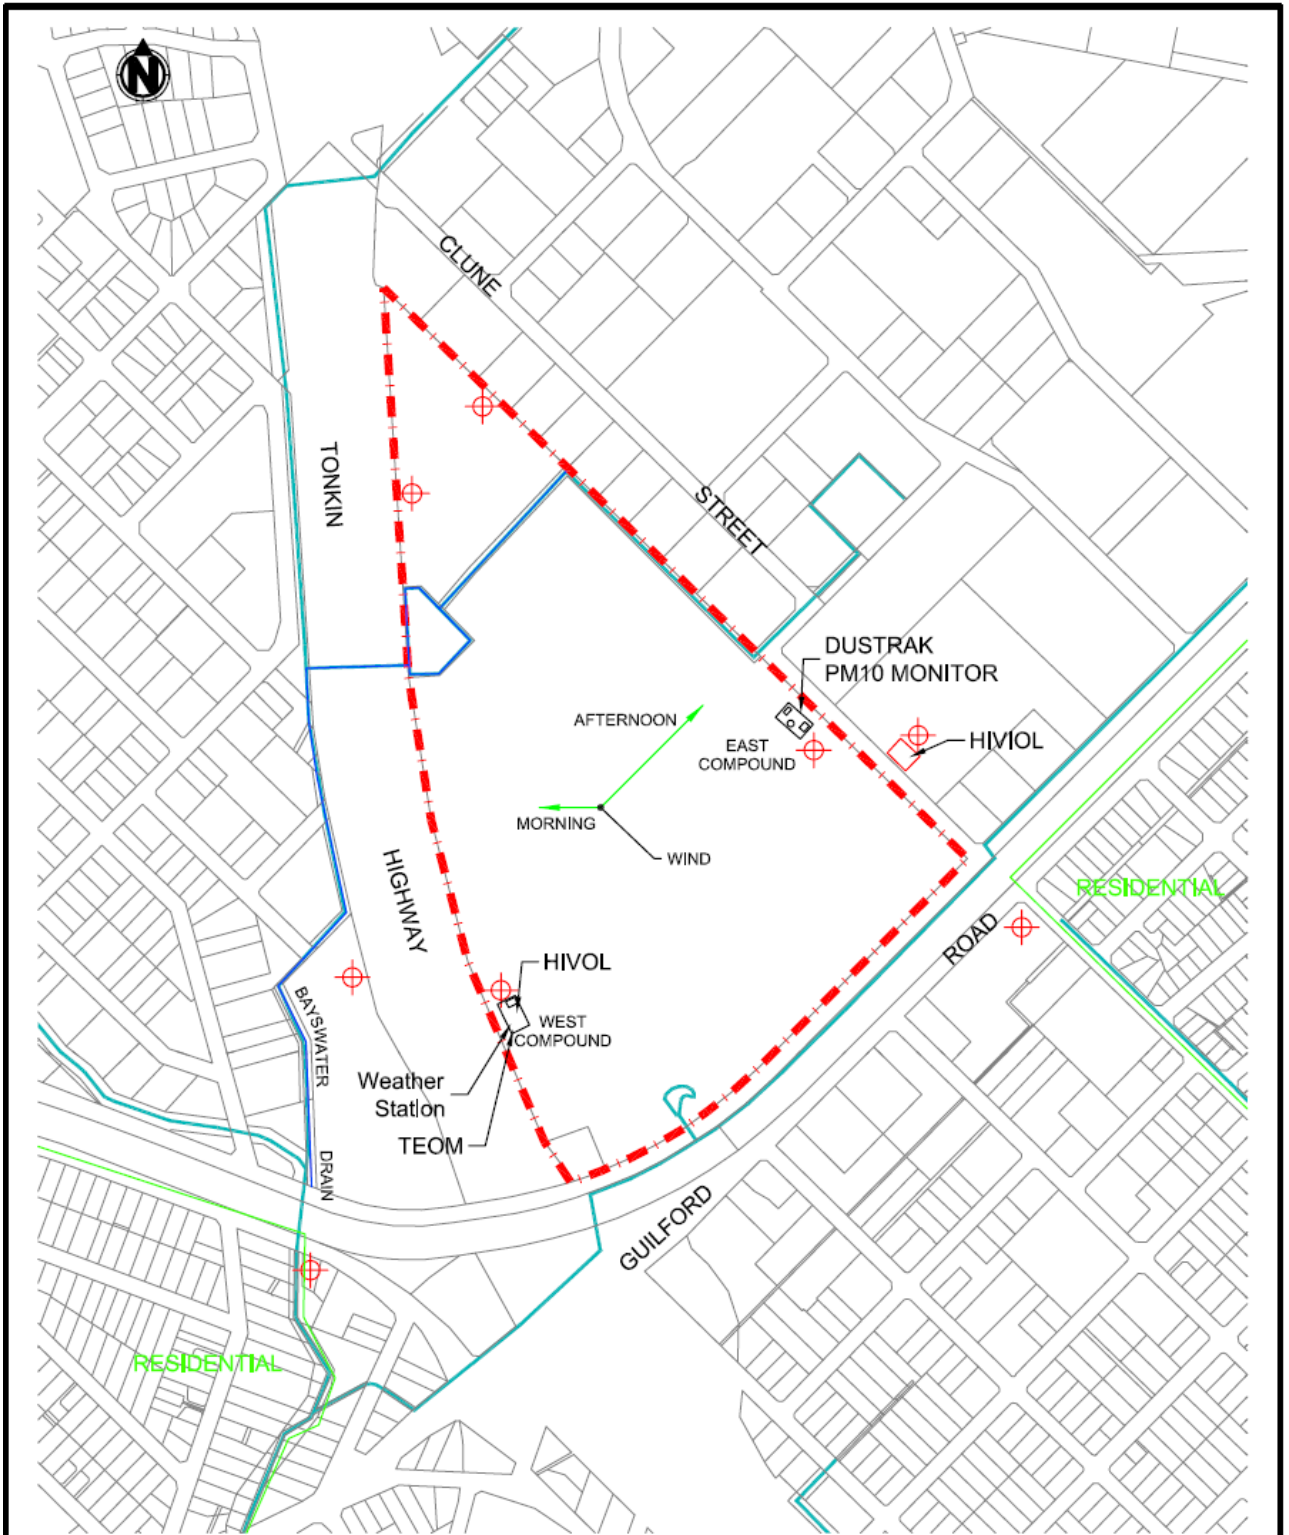 N
CLUNE
STREET
TONKIN
HIGHWAY
DUSTRAK
PM10 MONITOR
AFTERNOON
EAST
COMPOUND
HIVIOL
MORNING
WIND
RESIDENTIAL
ROAD
HIVOL
WEST
COMPOUND
BAYSWATER
DRAIN
Weather
Station
TEOM
GUILFORD
RESIDENTIAL